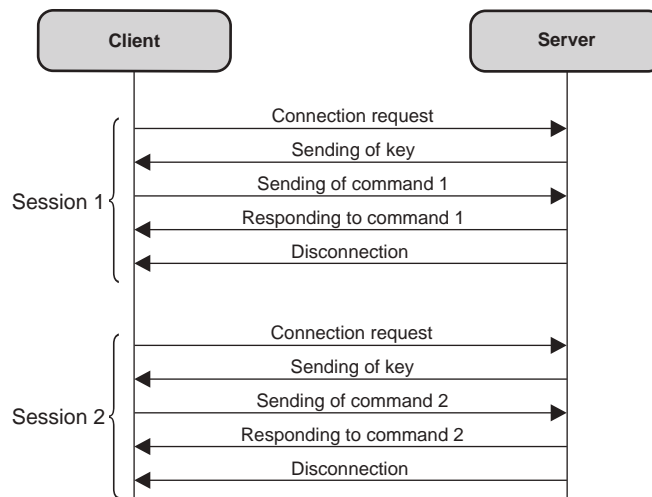 Client
Server
Connection request
Sending of key
Session 1
Sending of command 1
Responding to command 1
Disconnection
Connection request
Sending of key
Session 2
Sending of command 2
Responding to command 2
Disconnection